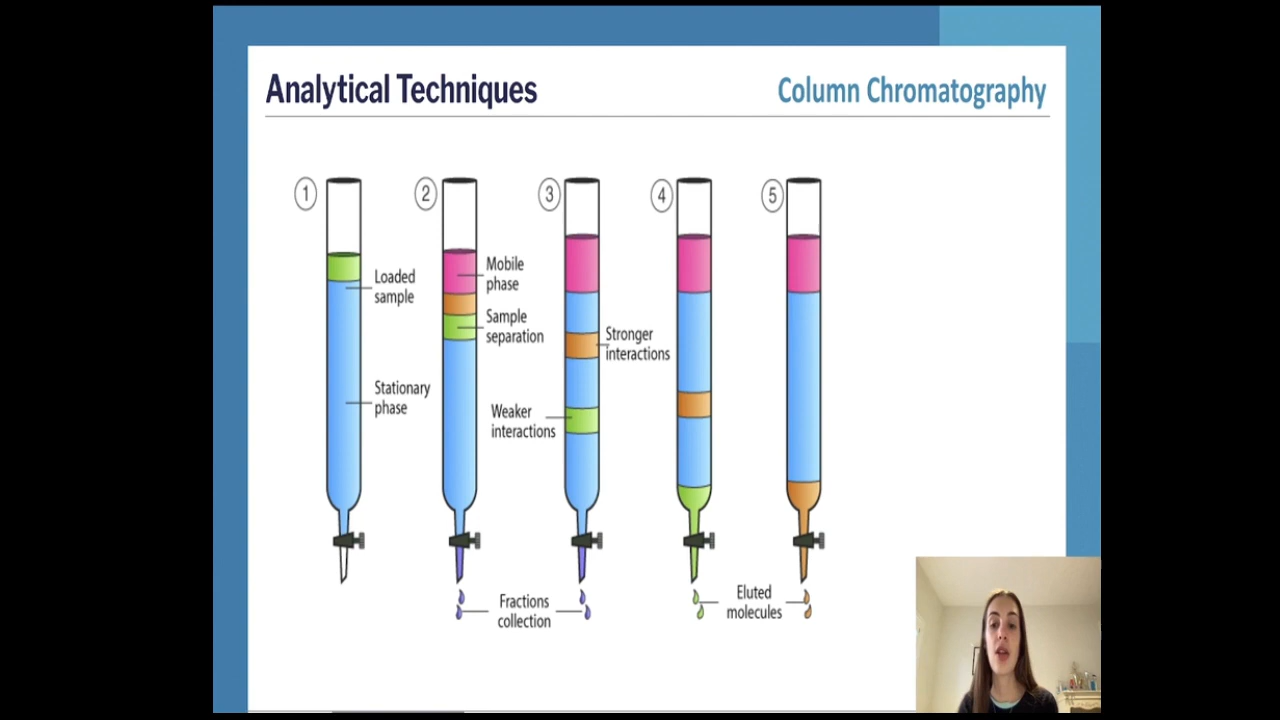 Analytical Techniques
Column Chromatography
1
2
3
4
5
Loaded
sample
Stationary
phase
Mobile
phase
Sample
separation
Weaker
interactions
Stronger
interactions
Fractions
collection
Eluted
molecules